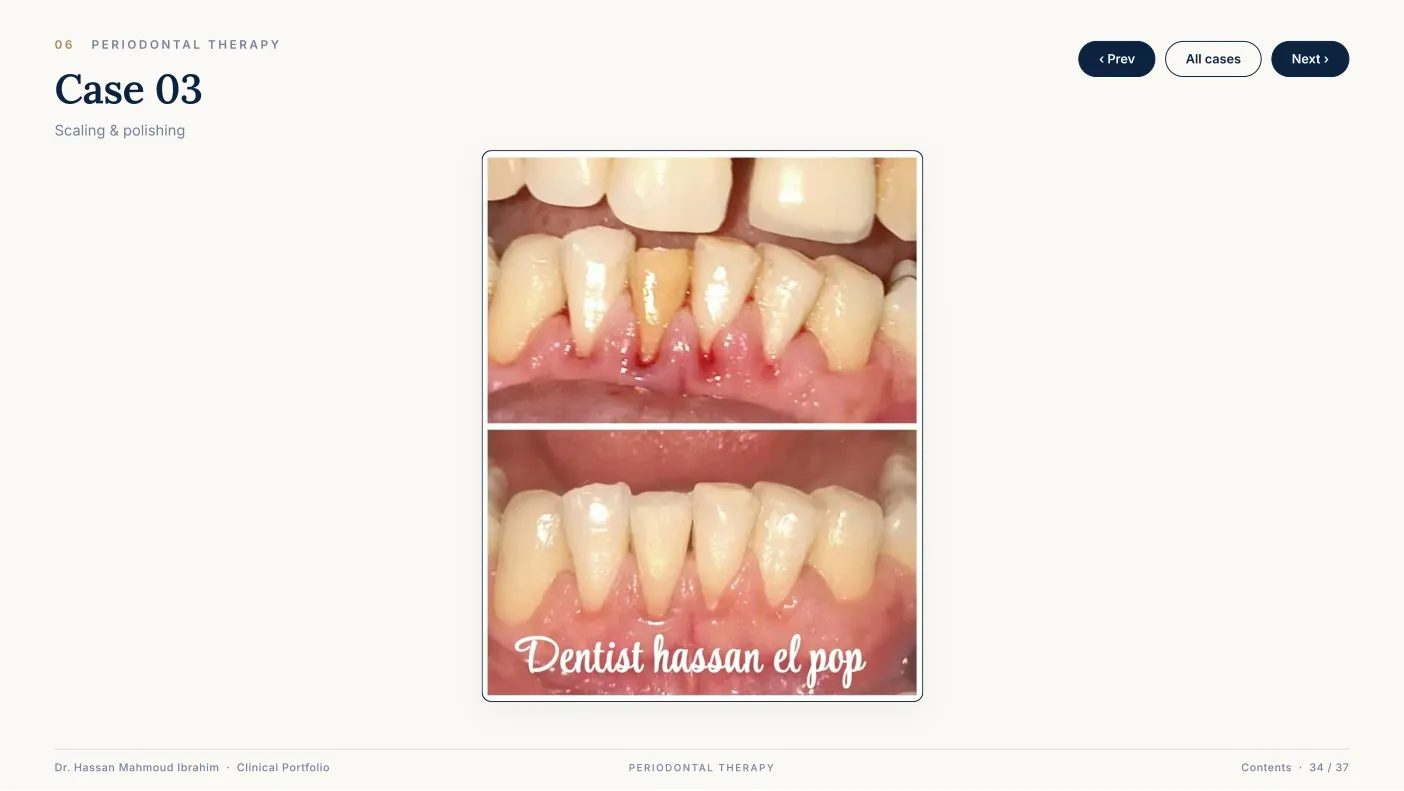 06 PERIODONTAL THERAPY
Case 03
Scaling & polishing
‹ Prev
All cases
Next ›
Dentist hassan el pop
Dr. Hassan Mahmoud Ibrahim · Clinical Portfolio
PERIODONTAL THERAPY
Contents · 34 / 37